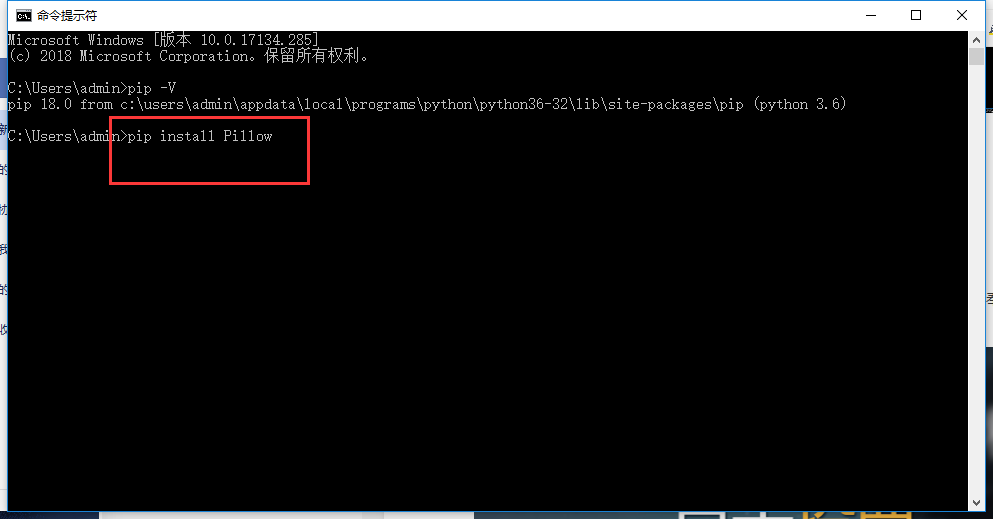 命令提示符
Microsoft Windows [版本 10.0.17134.285]
(c) 2018 Microsoft Corporation。保留所有权利。
C:\Users\admin>pip -V
pip 18.0 from c:\users\admin\appdata\local\programs\python\python36-32\lib\site-packages\pip (python 3.6)
C:\Users\admin>pip install Pillow